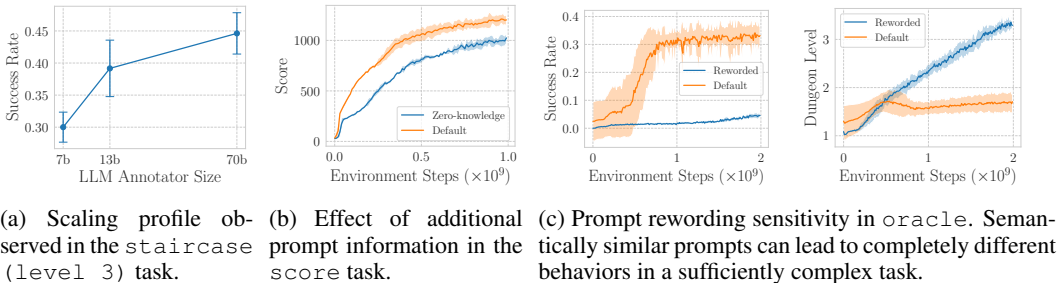 0.45
0.40
0.35
0.30
Success Rate
7b 13b 70b
LLM Annotator Size
1000
500
0
Score
Zero-knowledge
Default
0.0 0.5 1.0
Environment Steps (×10⁹)
0.4
0.3
0.2
0.1
0.0
Success Rate
Reworded
Default
0 1 2
Environment Steps (×10⁹)
3
2
1
Dungeon Level
Reworded
Default
0 1 2
Environment Steps (×10⁹)
(a) Scaling profile ob-
served in the staircase
(level 3) task.
(b) Effect of additional
prompt information in the
score task.
(c) Prompt rewording sensitivity in oracle. Seman-
tically similar prompts can lead to completely different
behaviors in a sufficiently complex task.